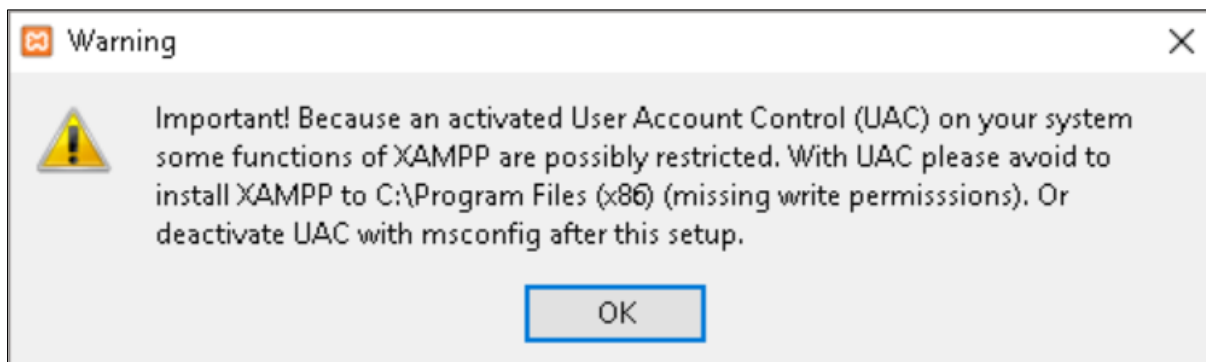 Warning
Important! Because an activated User Account Control (UAC) on your system
some functions of XAMPP are possibly restricted. With UAC please avoid to
install XAMPP to C:\Program Files (x86) (missing write permisssions). Or
deactivate UAC with msconfig after this setup.
OK